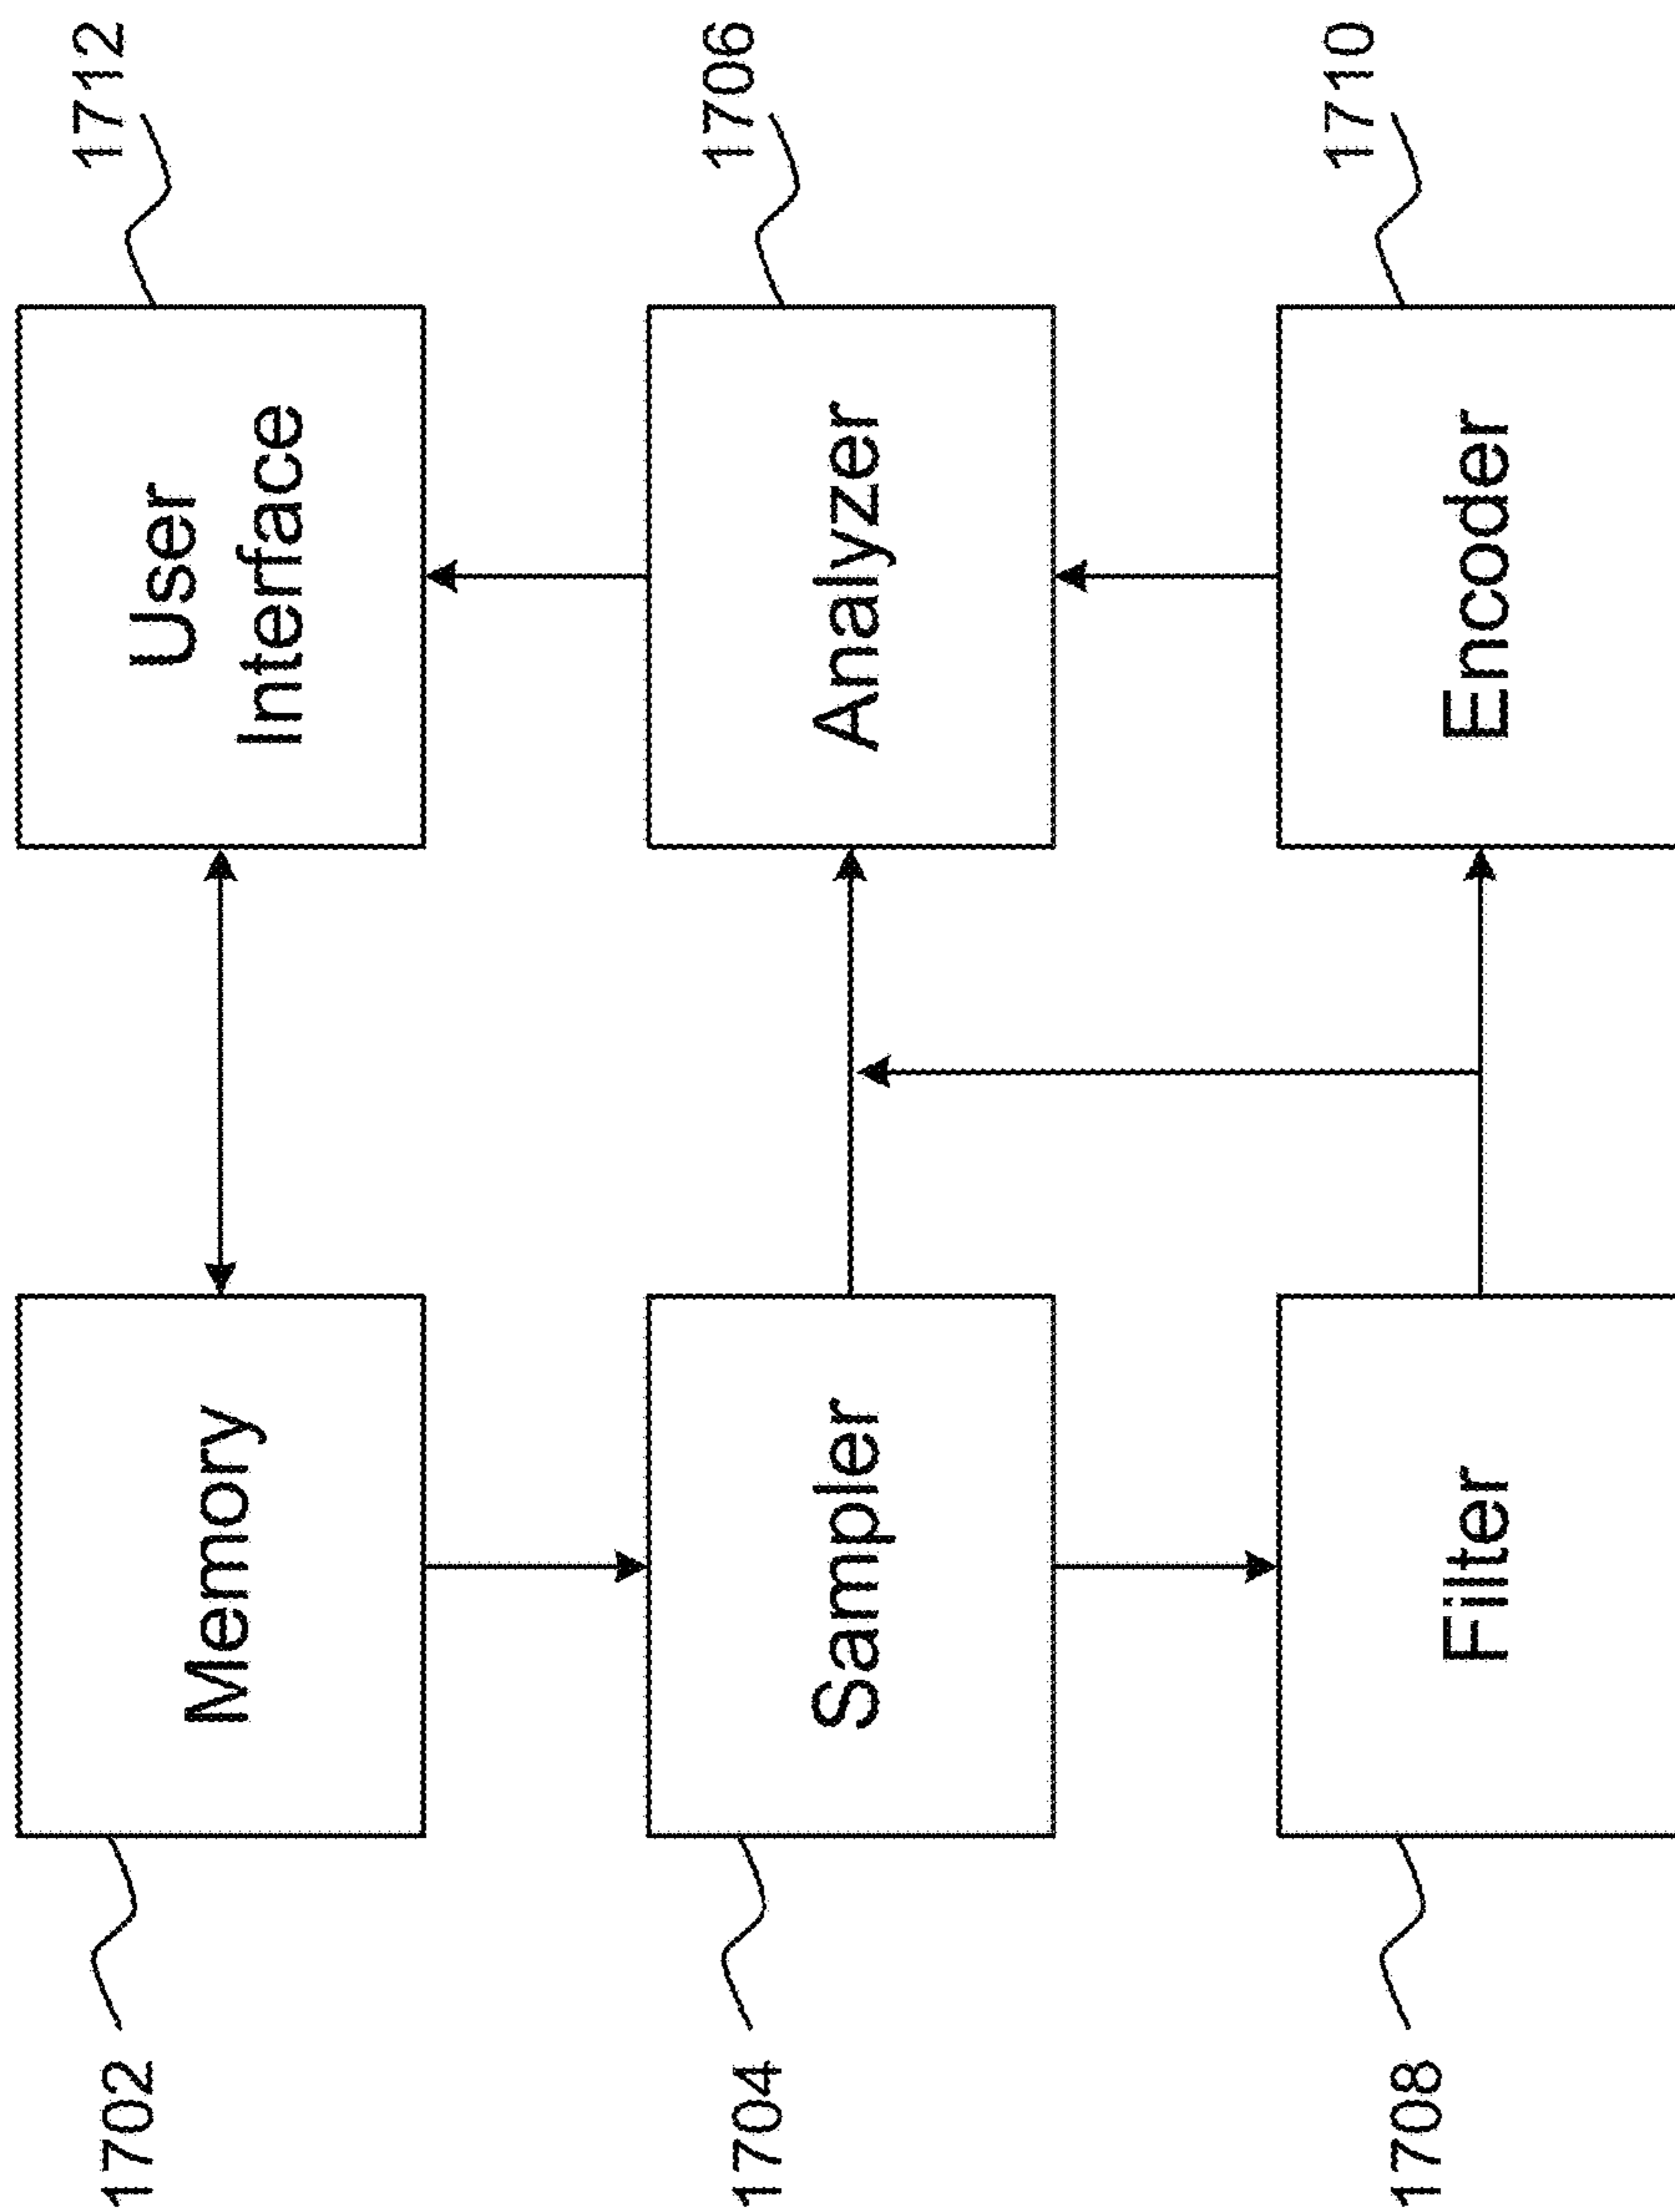 1702
Memory
User
Interface
1712
1704
Sampler
Analyzer
1706
1708
Filter
Encoder
1710